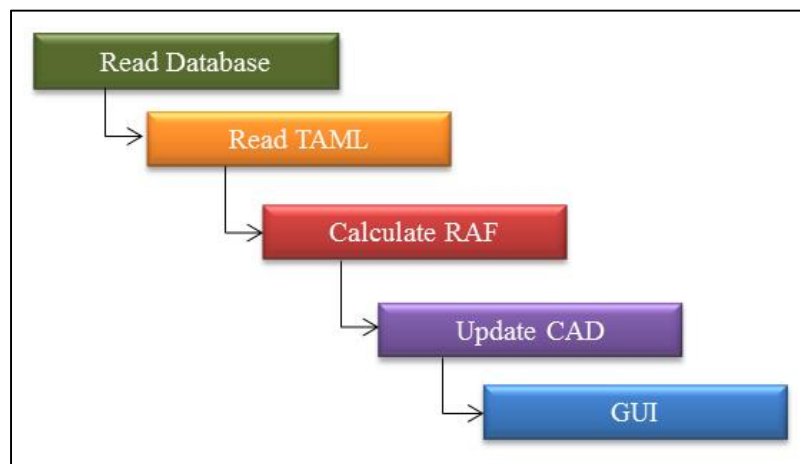 Read Database
Read TAML
Calculate RAF
Update CAD
GUI